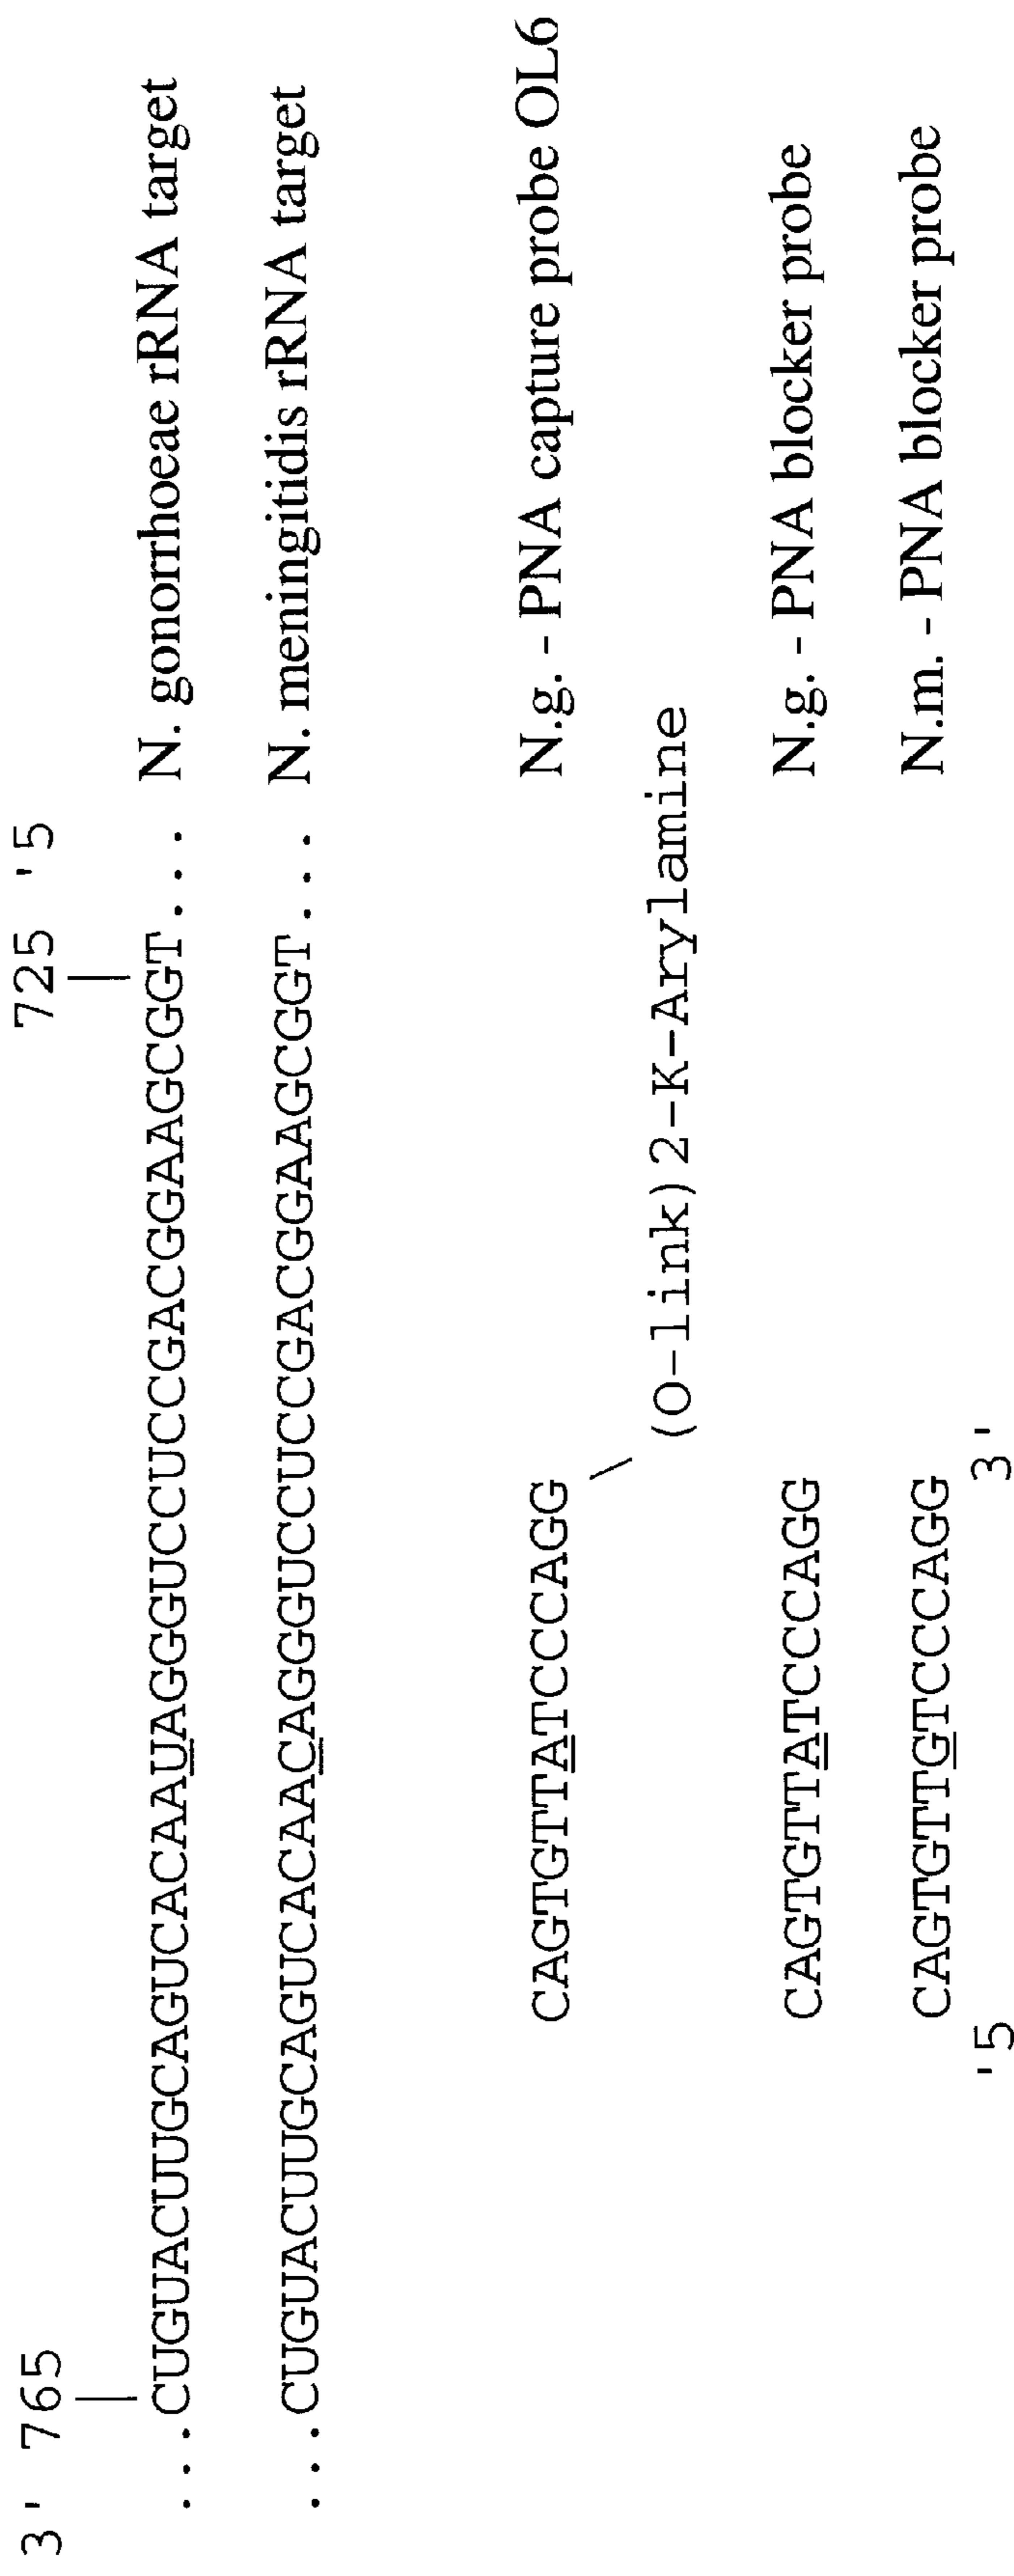 3' 765 725 '5
...CUGUACUUGCAGUCACAAUAGGGUCCUCCGACGGAAGCGGT... N. gonorrhoeae rRNA target
...CUGUACUUGCAGUCACAACAGGGUCCUCCGACGGAAGCGGT... N. meningitidis rRNA target
CAGTGTTATCCCAGG N.g. - PNA capture probe OL6
(O-link)2-K-Arylamine
CAGTGTTATCCCAGG N.g. - PNA blocker probe
CAGTGTTGTCCCAGG N.m. - PNA blocker probe
'5 3'